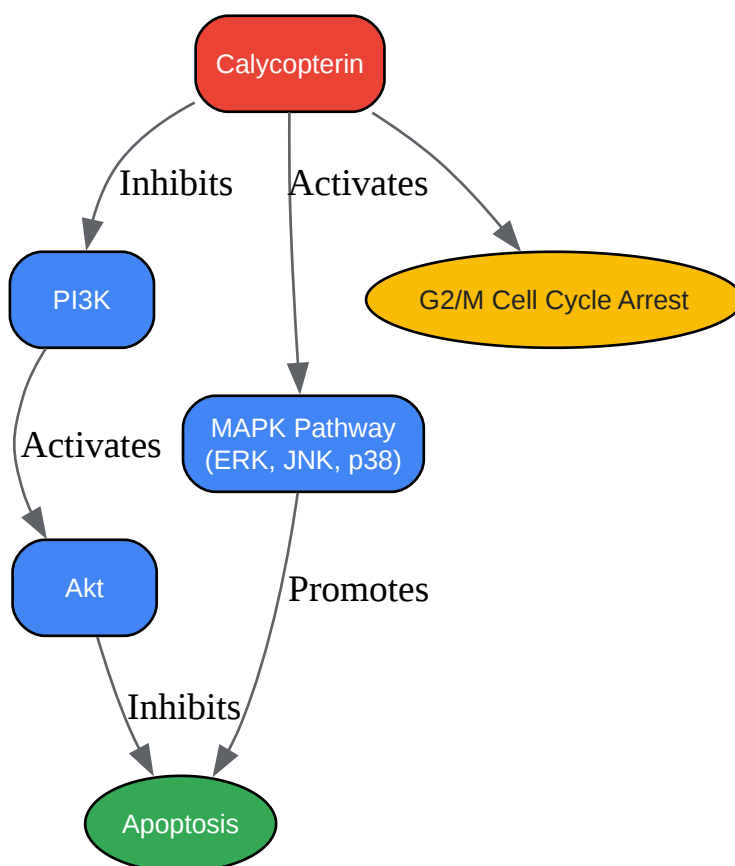 Calycopterin
Inhibits
Activates
PI3K
G2/M Cell Cycle Arrest
Activates
MAPK Pathway
(ERK, JNK, p38)
Akt
Promotes
Inhibits
Apoptosis